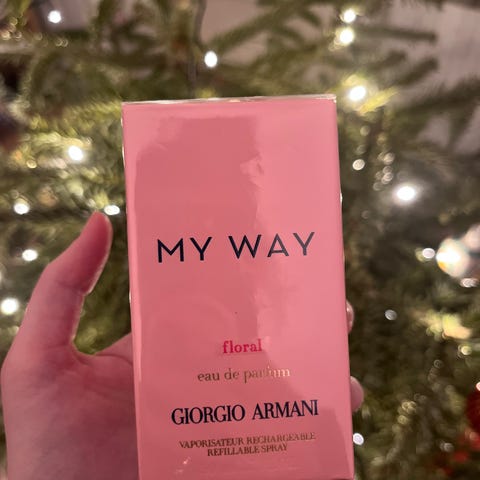 MY WAY
floral
eau de parfum
GIORGIO ARMANI
VAPORISATEUR RECHARGEABLE
REFILLABLE SPRAY